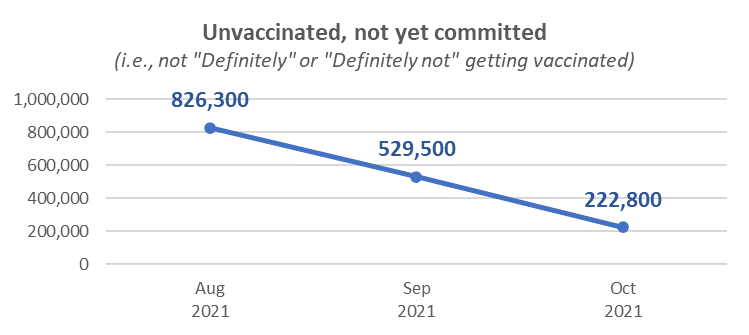 Unvaccinated, not yet committed
(i.e., not "Definitely" or "Definitely not" getting vaccinated)
1,000,000
826,300
800,000
529,500
600,000
400,000
222,800
200,000
0
Aug
2021
Sep
2021
Oct
2021